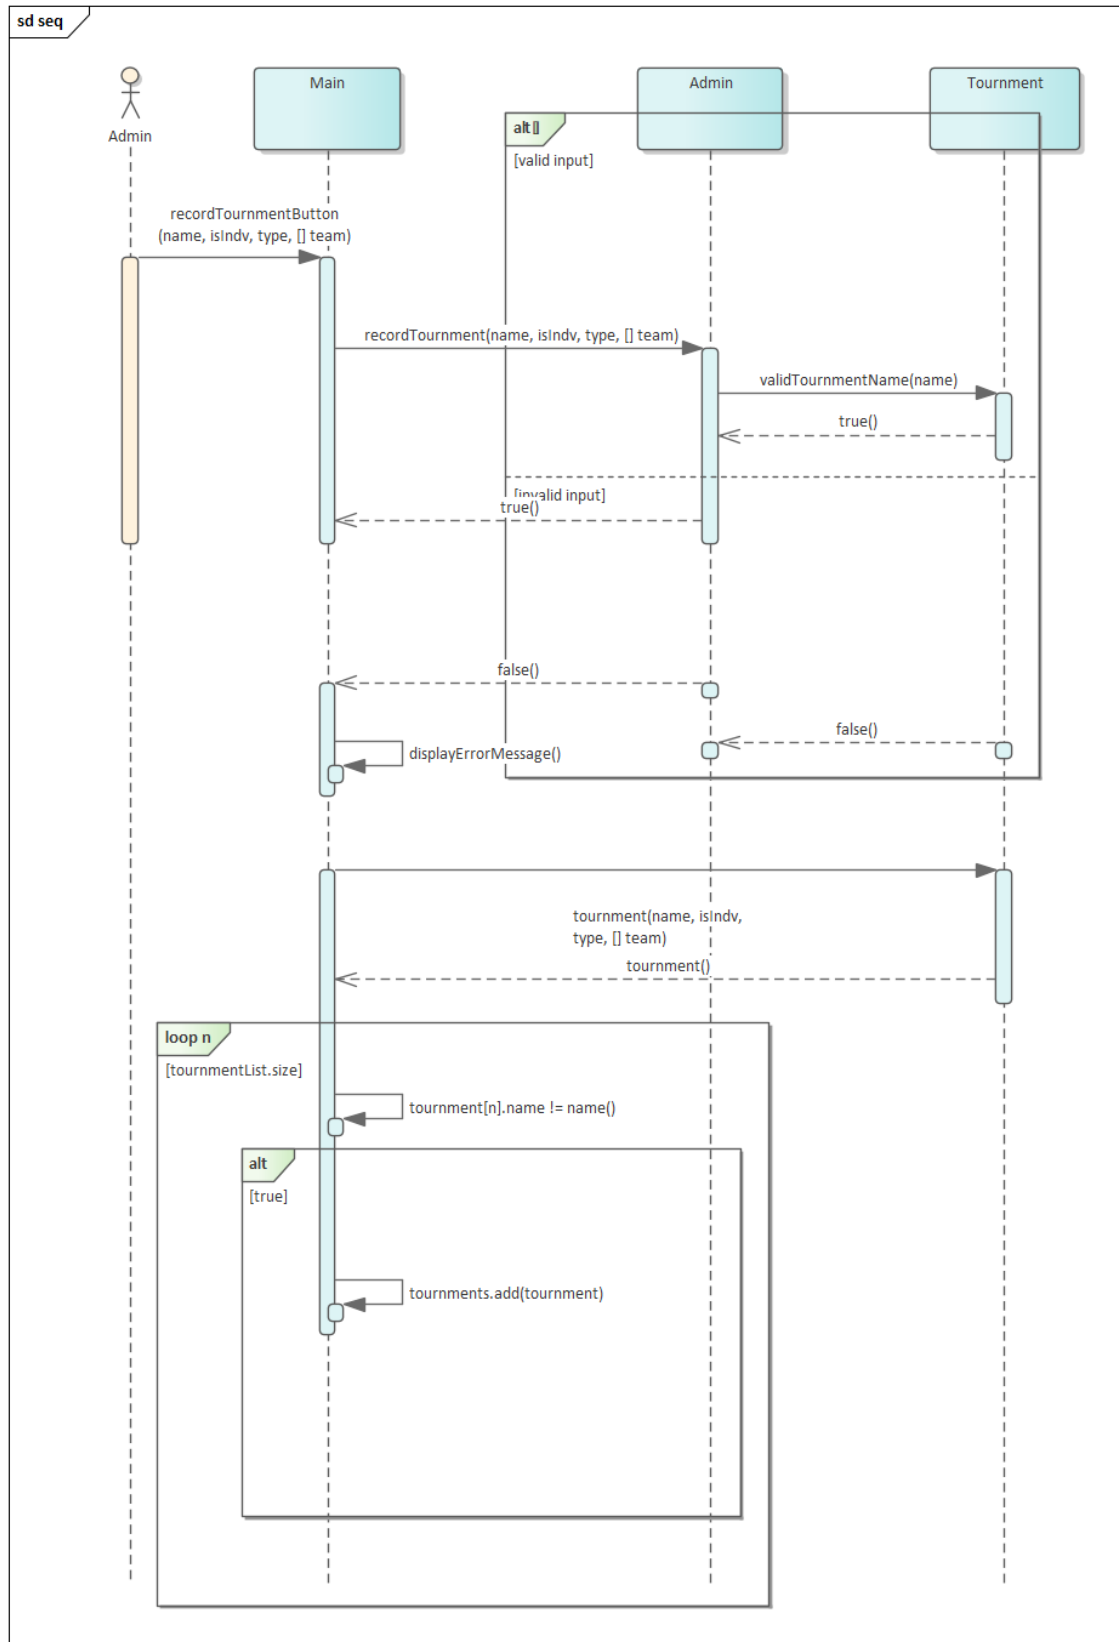 sd seq
Main
Admin
Tournment
Admin
alt []
[valid input]
recordTournmentButton
(name, isIndv, type, [] team)
recordTournment(name, isIndv, type, [] team)
validTournmentName(name)
true()
[invalid input]
true()
false()
false()
displayErrorMessage()
tournment(name, isIndv,
type, [] team)
tournment()
loop n
[tournmentList.size]
tournment[n].name != name()
alt
[true]
tournments.add(tournment)